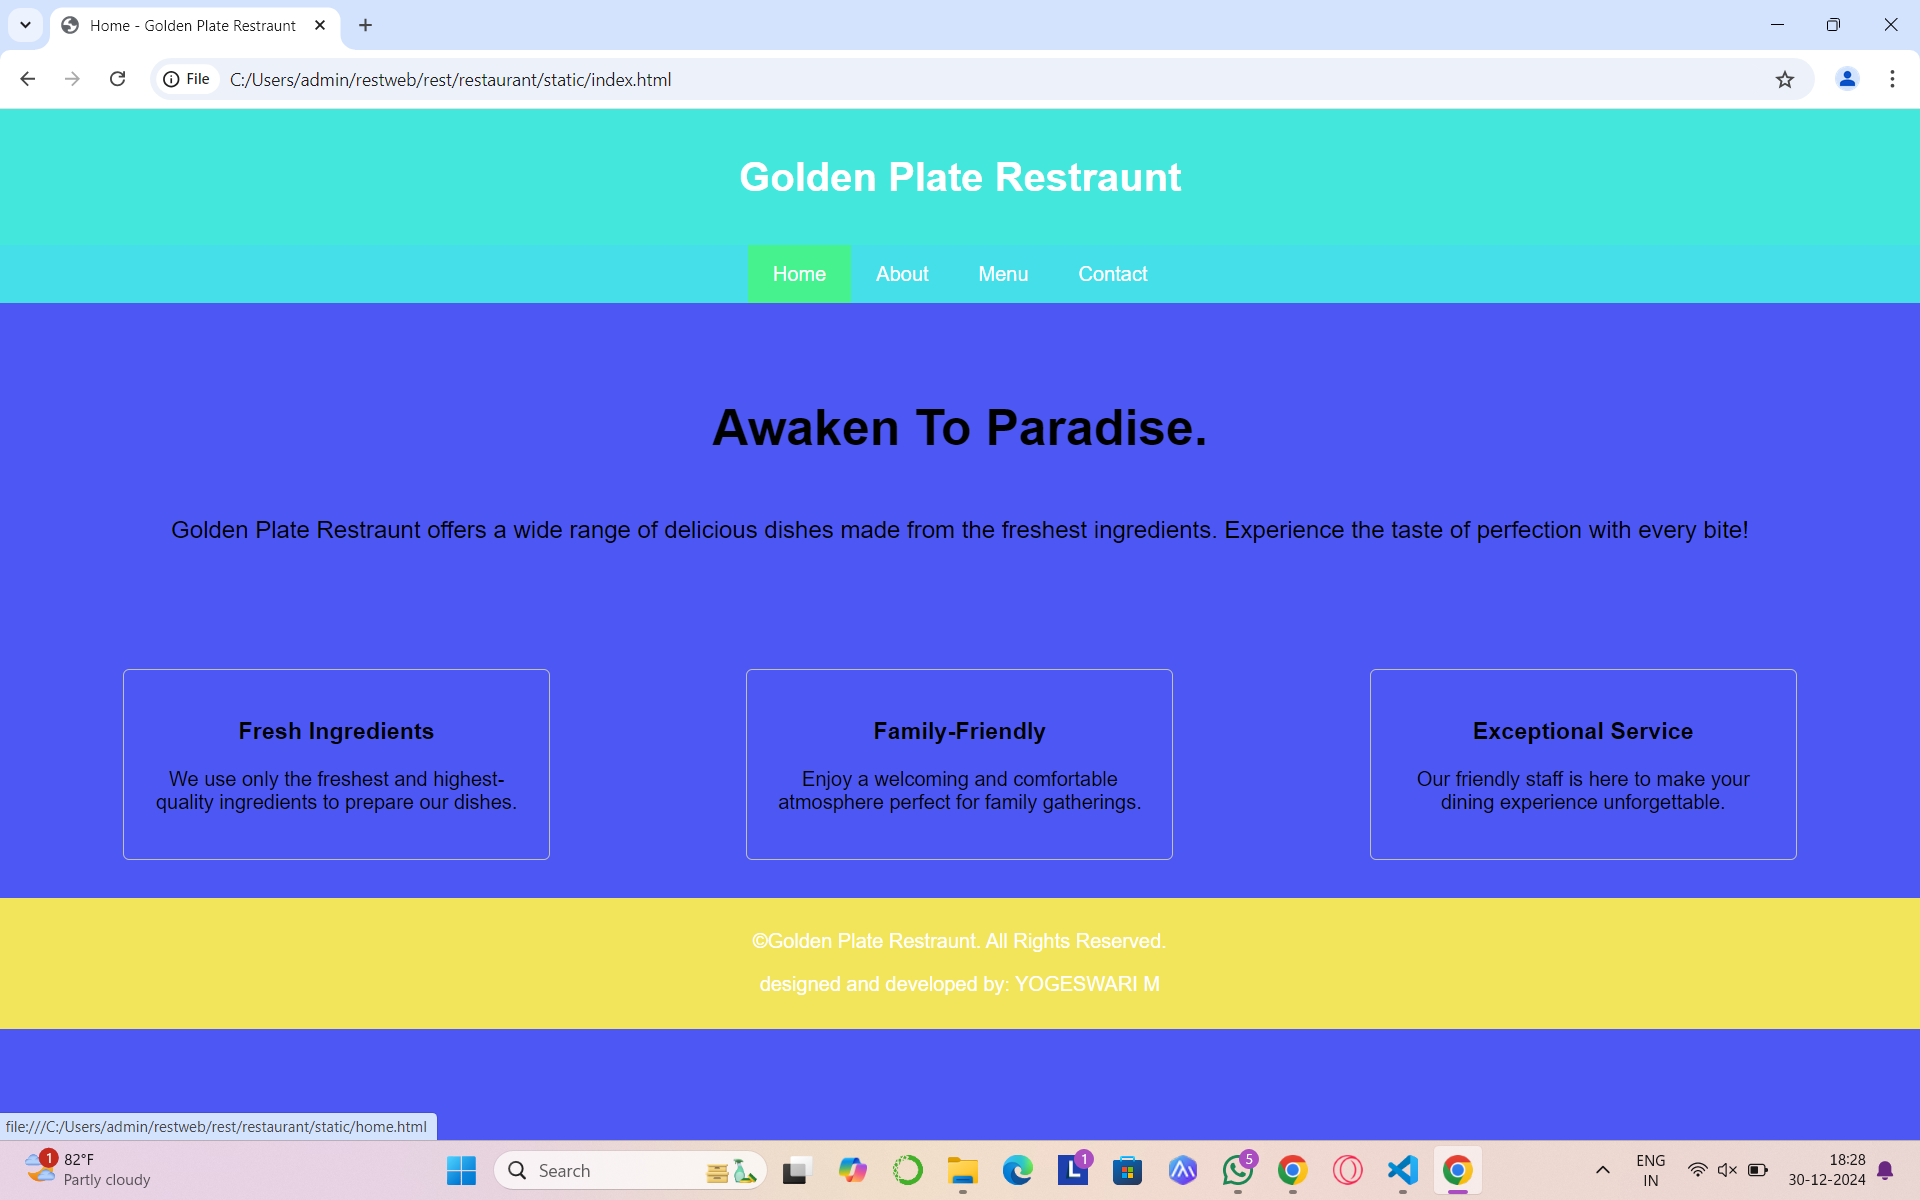 Home - Golden Plate Restraunt
File
C:/Users/admin/restweb/rest/restaurant/static/index.html
Golden Plate Restraunt
Home
About
Menu
Contact
Awaken To Paradise.
Golden Plate Restraunt offers a wide range of delicious dishes made from the freshest ingredients. Experience the taste of perfection with every bite!
Fresh Ingredients
We use only the freshest and highest-
quality ingredients to prepare our dishes.
Family-Friendly
Enjoy a welcoming and comfortable
atmosphere perfect for family gatherings.
Exceptional Service
Our friendly staff is here to make your
dining experience unforgettable.
©Golden Plate Restraunt. All Rights Reserved.
designed and developed by: YOGESWARI M
file:///C:/Users/admin/restweb/rest/restaurant/static/home.html
1
82°F
Partly cloudy
Search
L
1
5
ENG
IN
18:28
30-12-2024